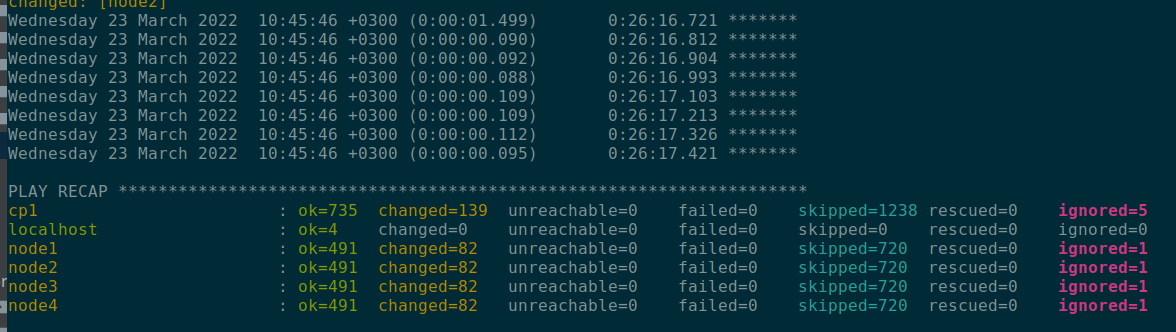 changed: [node2]
Wednesday 23 March 2022  10:45:46 +0300 (0:00:01.499)       0:26:16.721 *******
Wednesday 23 March 2022  10:45:46 +0300 (0:00:00.090)       0:26:16.812 *******
Wednesday 23 March 2022  10:45:46 +0300 (0:00:00.092)       0:26:16.904 *******
Wednesday 23 March 2022  10:45:46 +0300 (0:00:00.088)       0:26:16.993 *******
Wednesday 23 March 2022  10:45:46 +0300 (0:00:00.109)       0:26:17.103 *******
Wednesday 23 March 2022  10:45:46 +0300 (0:00:00.109)       0:26:17.213 *******
Wednesday 23 March 2022  10:45:46 +0300 (0:00:00.112)       0:26:17.326 *******
Wednesday 23 March 2022  10:45:46 +0300 (0:00:00.095)       0:26:17.421 *******
PLAY RECAP *********************************************************************
cp1                        : ok=735  changed=139  unreachable=0    failed=0    skipped=1238 rescued=0    ignored=5
localhost                  : ok=4    changed=0    unreachable=0    failed=0    skipped=0    rescued=0    ignored=0
node1                      : ok=491  changed=82   unreachable=0    failed=0    skipped=720  rescued=0    ignored=1
node2                      : ok=491  changed=82   unreachable=0    failed=0    skipped=720  rescued=0    ignored=1
node3                      : ok=491  changed=82   unreachable=0    failed=0    skipped=720  rescued=0    ignored=1
node4                      : ok=491  changed=82   unreachable=0    failed=0    skipped=720  rescued=0    ignored=1